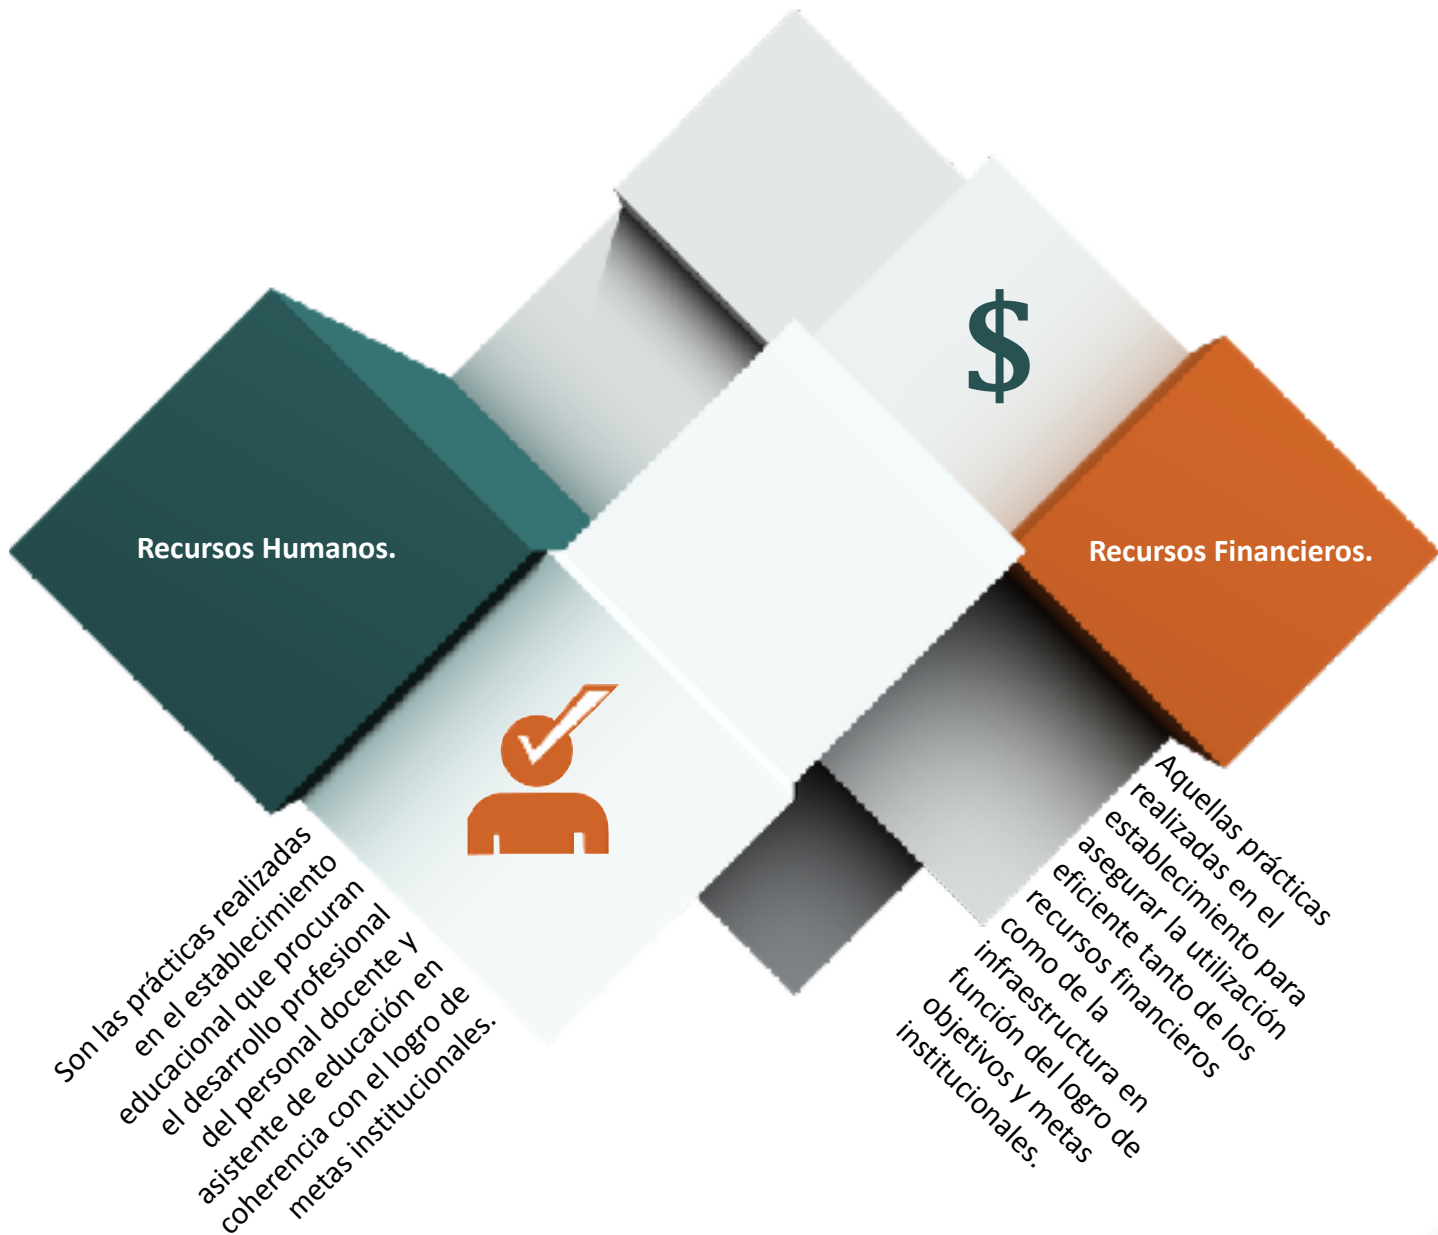 $
Recursos Humanos.
Recursos Financieros.
Son las prácticas realizadas
en el establecimiento
educacional que procuran
el desarrollo profesional
del personal docente y
asistente de educación en
coherencia con el logro de
metas institucionales.
Aquellas prácticas
realizadas en el
establecimiento para
asegurar la utilización
eficiente tanto de los
recursos financieros
como de la
infraestructura en
función del logro de
objetivos y metas
institucionales.